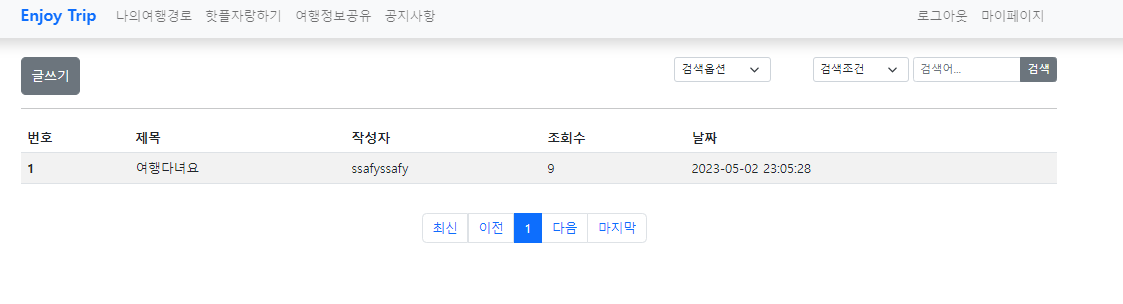 Enjoy Trip 나의여행경로 핫플자랑하기 여행정보공유 공지사항 로그아웃 마이페이지
글쓰기 검색옵션 검색조건 검색어... 검색
번호 제목 작성자 조회수 날짜
1 여행다녀요 ssafyssafy 9 2023-05-02 23:05:28
최신 이전 1 다음 마지막